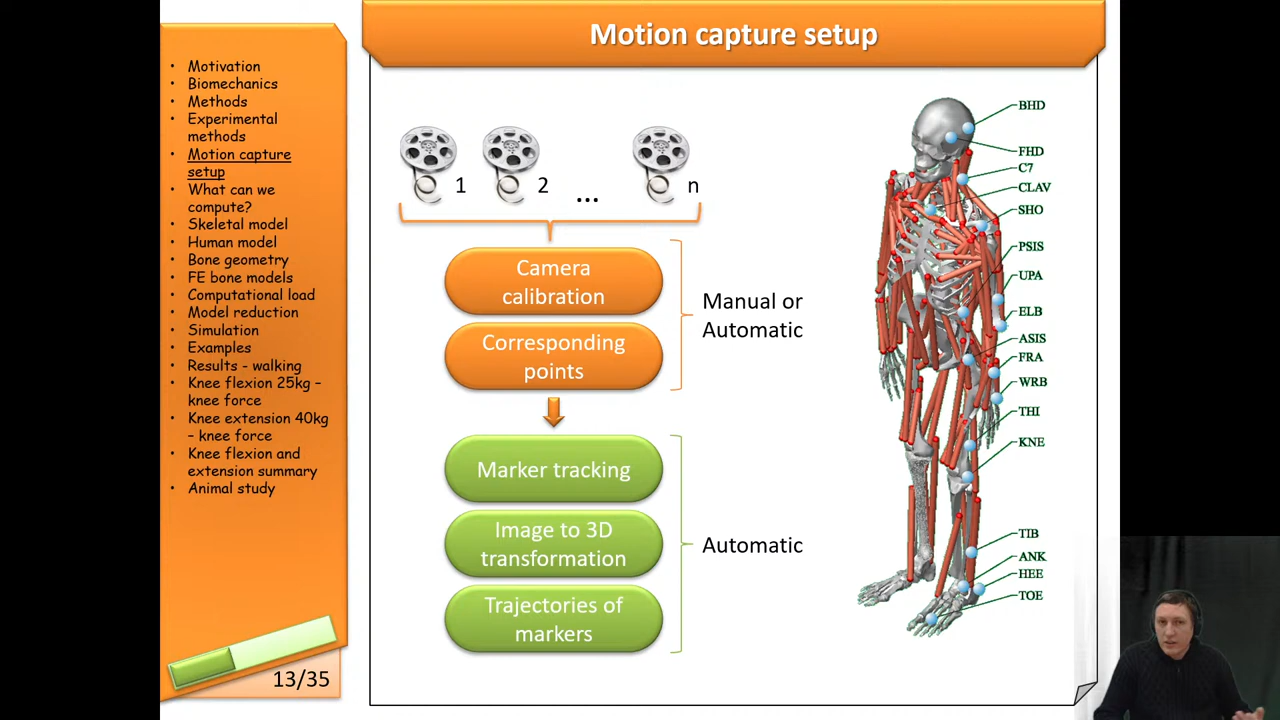 Motion capture setup
• Motivation
• Biomechanics
• Methods
• Experimental
methods
• Motion capture
setup
• What can we
compute?
• Skeletal model
• Human model
• Bone geometry
• FE bone models
• Computational load
• Model reduction
• Simulation
• Examples
• Results - walking
• Knee flexion 25kg –
knee force
• Knee extension 40kg
– knee force
• Knee flexion and
extension summary
• Animal study
13/35
1
2
...
n
Camera
calibration
Corresponding
points
Manual or
Automatic
Marker tracking
Image to 3D
transformation
Trajectories of
markers
Automatic
BHD
FHD
C7
CLAV
SHO
PSIS
UPA
ELB
ASIS
FRA
WRB
THI
KNE
TIB
ANK
HEE
TOE